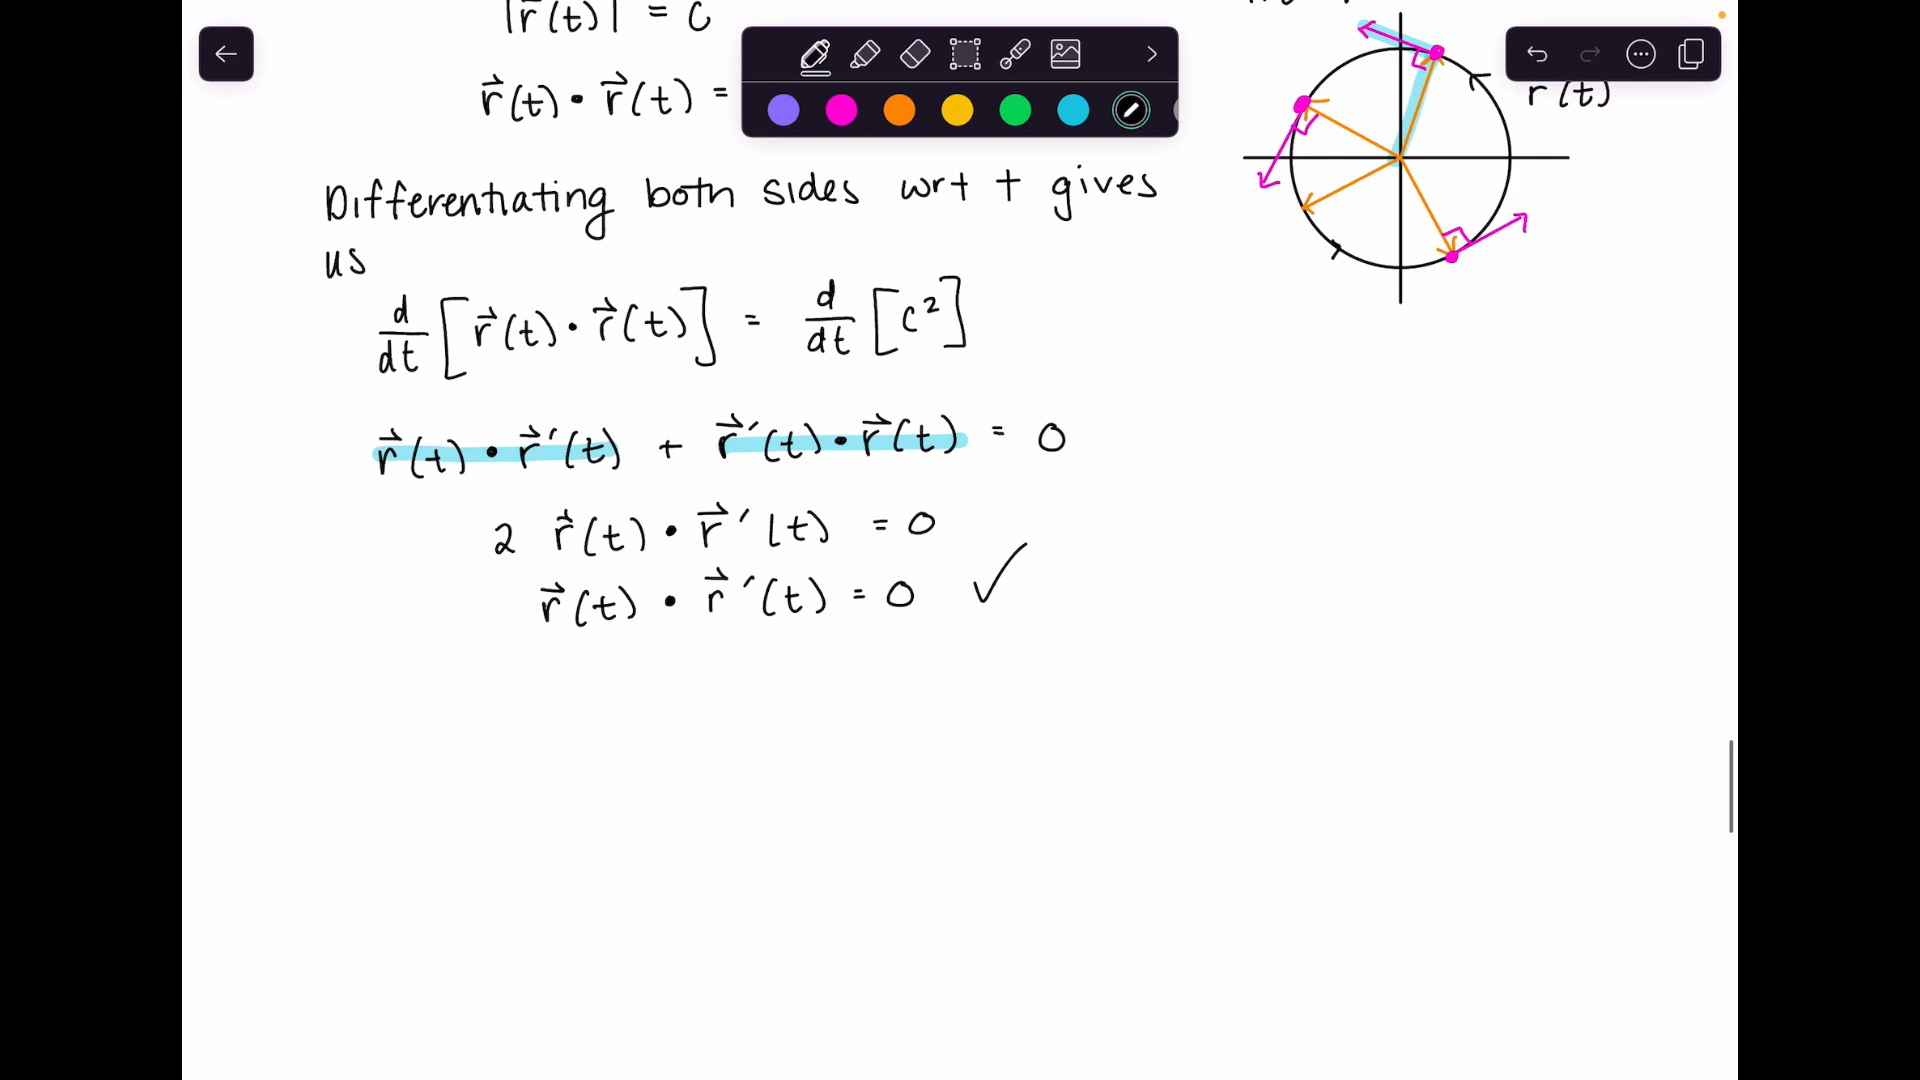 |r⃗(t)| = c
r⃗(t) · r⃗(t) =
r(t)
Differentiating both sides wrt t gives
us
d/dt [r⃗(t) · r⃗(t)] = d/dt [c²]
r⃗(t) · r⃗'(t) + r⃗'(t) · r⃗(t) = 0
2 r⃗(t) · r⃗'(t) = 0
r⃗(t) · r⃗'(t) = 0 ✓